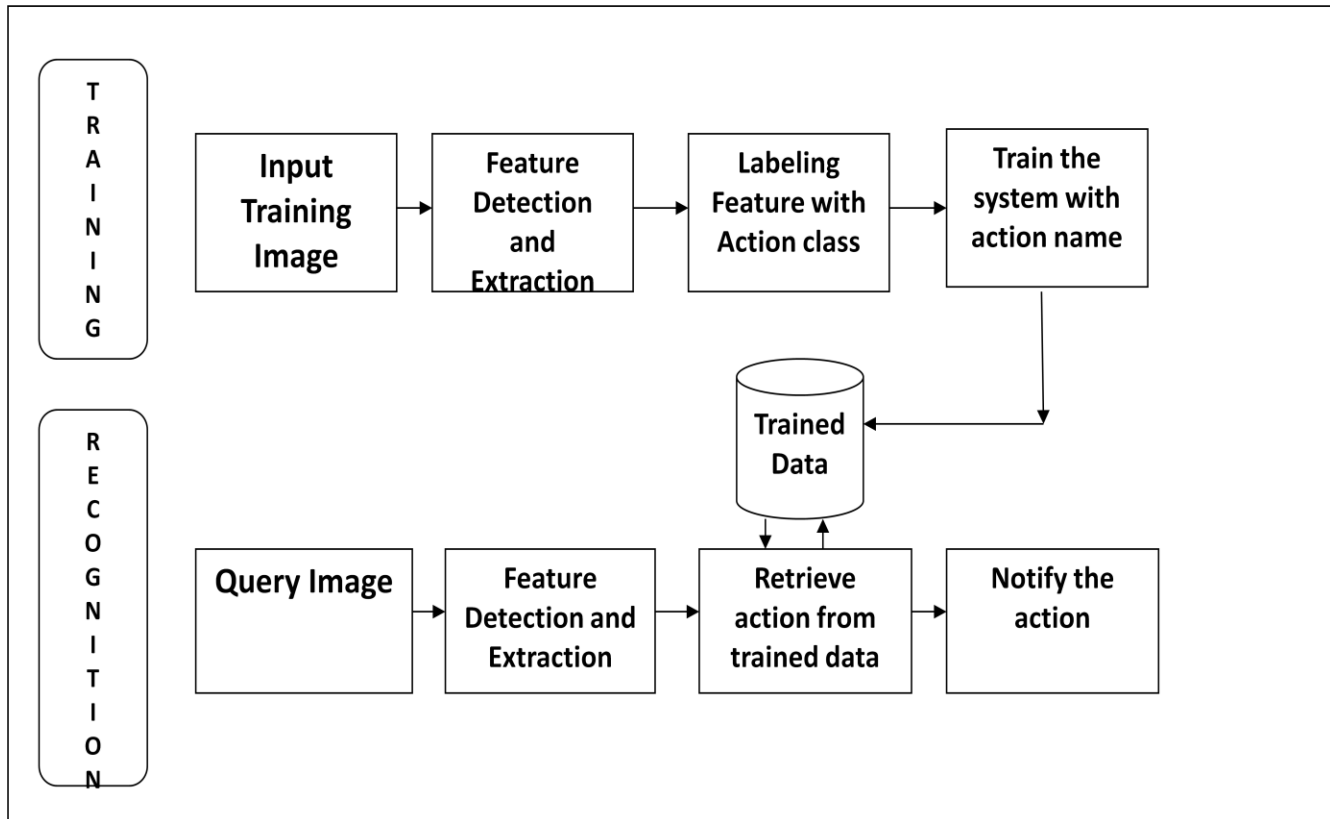 T
R
A
I
N
I
N
G
Input
Training
Image
Feature
Detection
and
Extraction
Labeling
Feature with
Action class
Train the
system with
action name
Trained
Data
R
E
C
O
G
N
I
T
I
O
N
Query Image
Feature
Detection and
Extraction
Retrieve
action from
trained data
Notify the
action